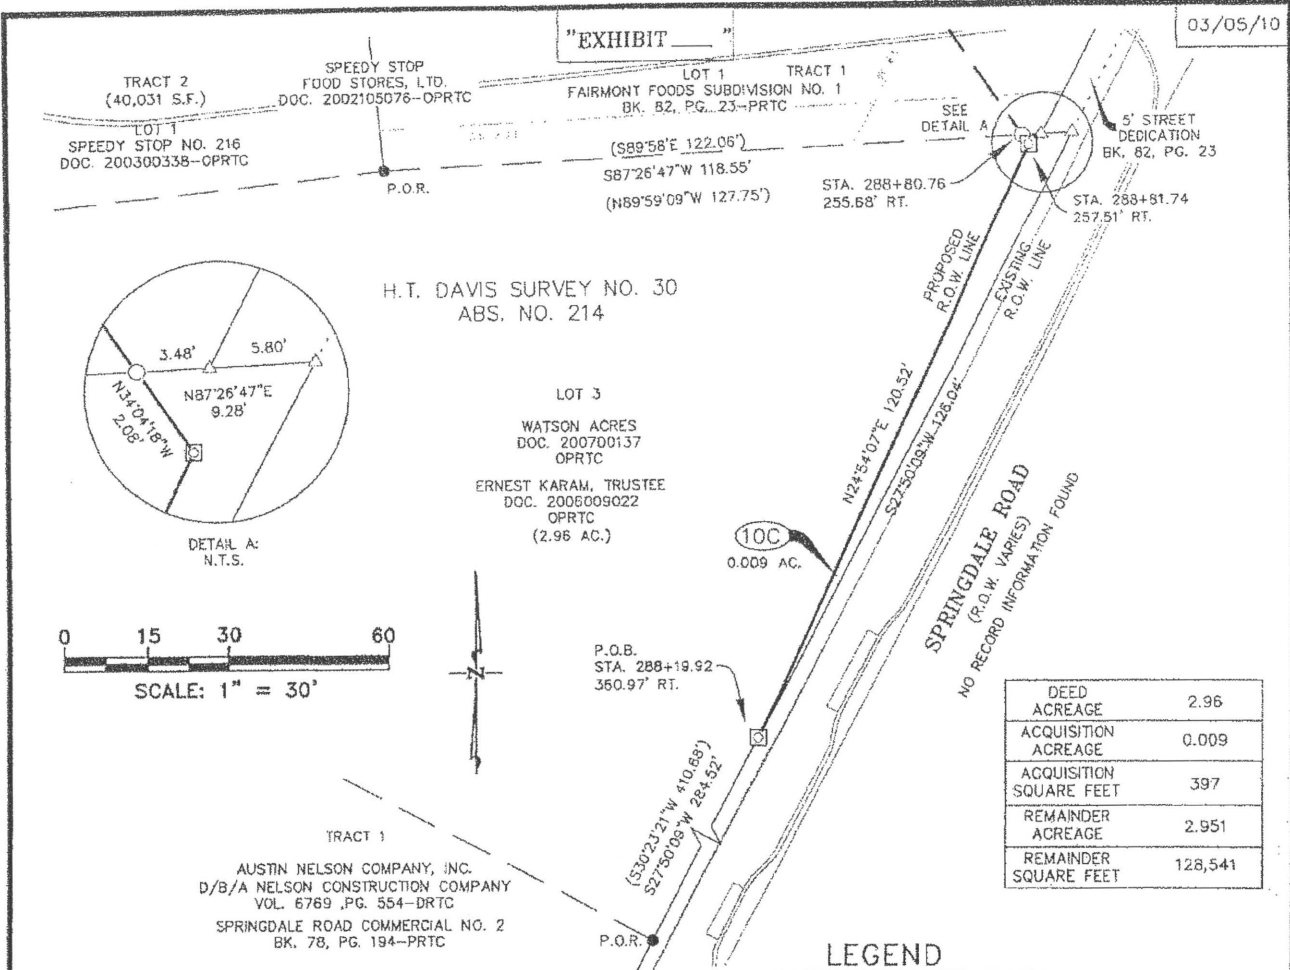 "EXHIBIT ____ "
03/05/10
TRACT 2
(40,031 S.F.)
LOT 1
SPEEDY STOP NO. 216
DOC. 200300338-OPRTC
SPEEDY STOP
FOOD STORES, LTD.
DOC. 2002105076-OPRTC
LOT 1 TRACT 1
FAIRMONT FOODS SUBDIVISION NO. 1
BK. 82, PG. 23-PRTC
SEE
DETAIL A
5' STREET
DEDICATION
BK. 82, PG. 23
(S89°58'E 122.06')
S87°26'47"W 118.55'
(N89°59'09"W 127.75')
P.O.R.
STA. 288+80.76
255.68' RT.
STA. 288+81.74
257.51' RT.
PROPOSED
R.O.W. LINE
EXISTING
R.O.W. LINE
H.T. DAVIS SURVEY NO. 30
ABS. NO. 214
3.48' 5.80'
N87°26'47"E
9.28'
N34°04'18"W
2.08'
DETAIL A:
N.T.S.
LOT 3
WATSON ACRES
DOC. 200700137
OPRTC
ERNEST KARAM, TRUSTEE
DOC. 2006009022
OPRTC
(2.96 AC.)
N24°54'07"E 120.52'
S27°50'09"W 126.04'
10C
0.009 AC.
SPRINGDALE ROAD
(R.O.W. VARIES)
NO RECORD INFORMATION FOUND
0 15 30 60
SCALE: 1" = 30'
N
P.O.B.
STA. 288+19.92
360.97' RT.
(S30°23'21"W 410.68')
S27°50'09"W 284.52'
DEED ACREAGE 2.96
ACQUISITION ACREAGE 0.009
ACQUISITION SQUARE FEET 397
REMAINDER ACREAGE 2.951
REMAINDER SQUARE FEET 128,541
TRACT 1
AUSTIN NELSON COMPANY, INC.
D/B/A NELSON CONSTRUCTION COMPANY
VOL. 6769 ,PG. 554-DRTC
SPRINGDALE ROAD COMMERCIAL NO. 2
BK. 78, PG. 194-PRTC
P.O.R.
LEGEND